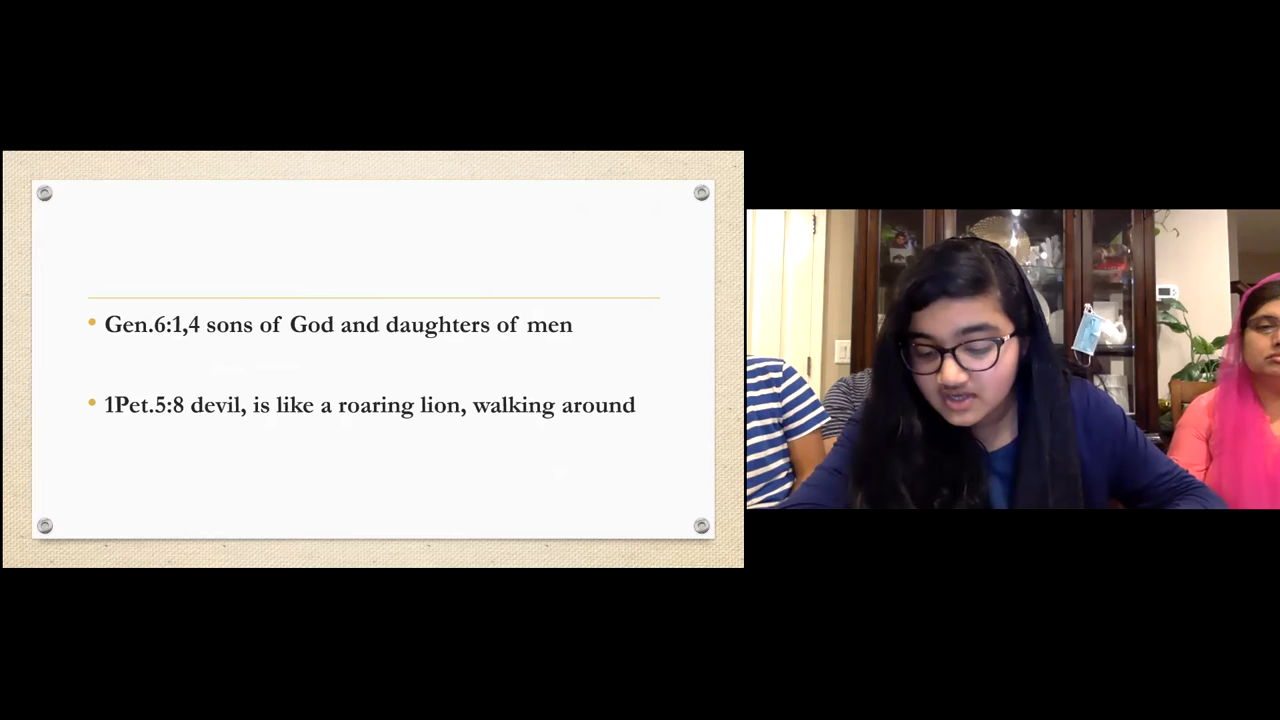 Gen.6:1,4 sons of God and daughters of men
1Pet.5:8 devil, is like a roaring lion, walking around